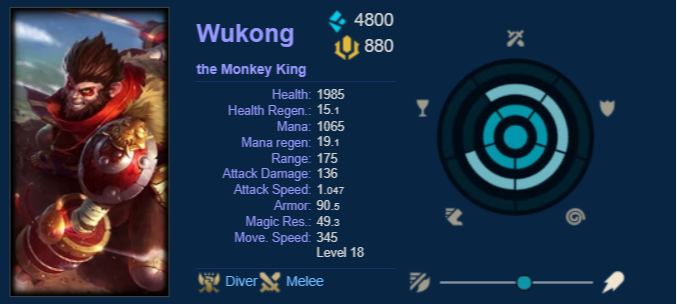 Wukong
4800
880
the Monkey King
Health: 1985
Health Regen.: 15.1
Mana: 1065
Mana regen: 19.1
Range: 175
Attack Damage: 136
Attack Speed: 1.047
Armor: 90.5
Magic Res.: 49.3
Move. Speed: 345
Level 18
Diver Melee